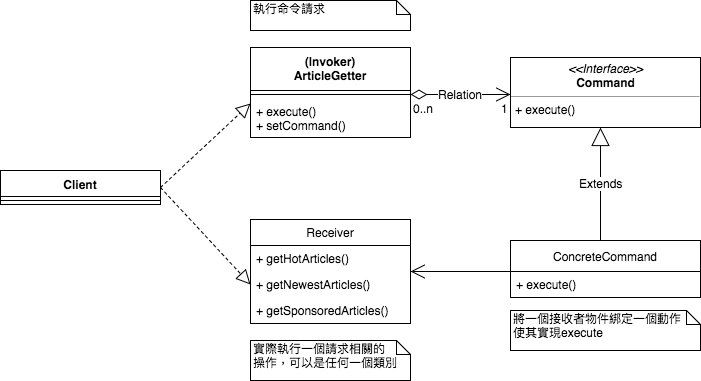 執行命令請求
(Invoker)
ArticleGetter
+ execute()
+ setCommand()
Relation
0..n
1
<<Interface>>
Command
+ execute()
Extends
Client
Receiver
+ getHotArticles()
+ getNewestArticles()
+ getSponsoredArticles()
ConcreteCommand
+ execute()
將一個接收者物件綁定一個動作
使其實現execute
實際執行一個請求相關的
操作，可以是任何一個類別